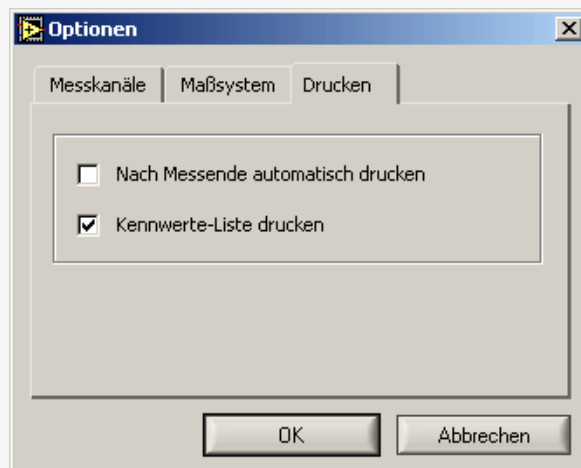 Optionen
Messkanäle Maßsystem Drucken
Nach Messende automatisch drucken
Kennwerte-Liste drucken
OK Abbrechen